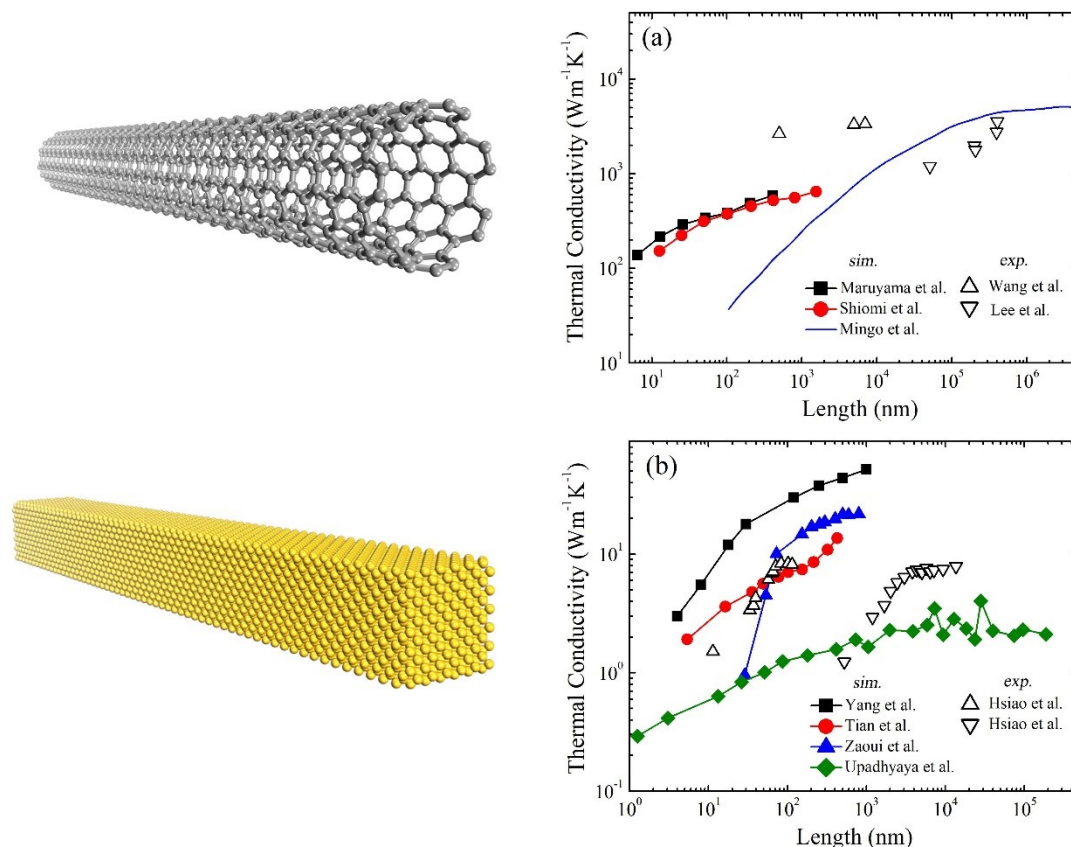 (a)
Thermal Conductivity (Wm⁻¹K⁻¹)
10⁴
10³
10²
10¹
sim.
Maruyama et al.
Shiomi et al.
Mingo et al.
exp.
Wang et al.
Lee et al.
10¹ 10² 10³ 10⁴ 10⁵ 10⁶
Length (nm)
(b)
Thermal Conductivity (Wm⁻¹K⁻¹)
10¹
10⁰
10⁻¹
sim.
Yang et al.
Tian et al.
Zaoui et al.
Upadhyaya et al.
exp.
Hsiao et al.
Hsiao et al.
10⁰ 10¹ 10² 10³ 10⁴ 10⁵
Length (nm)